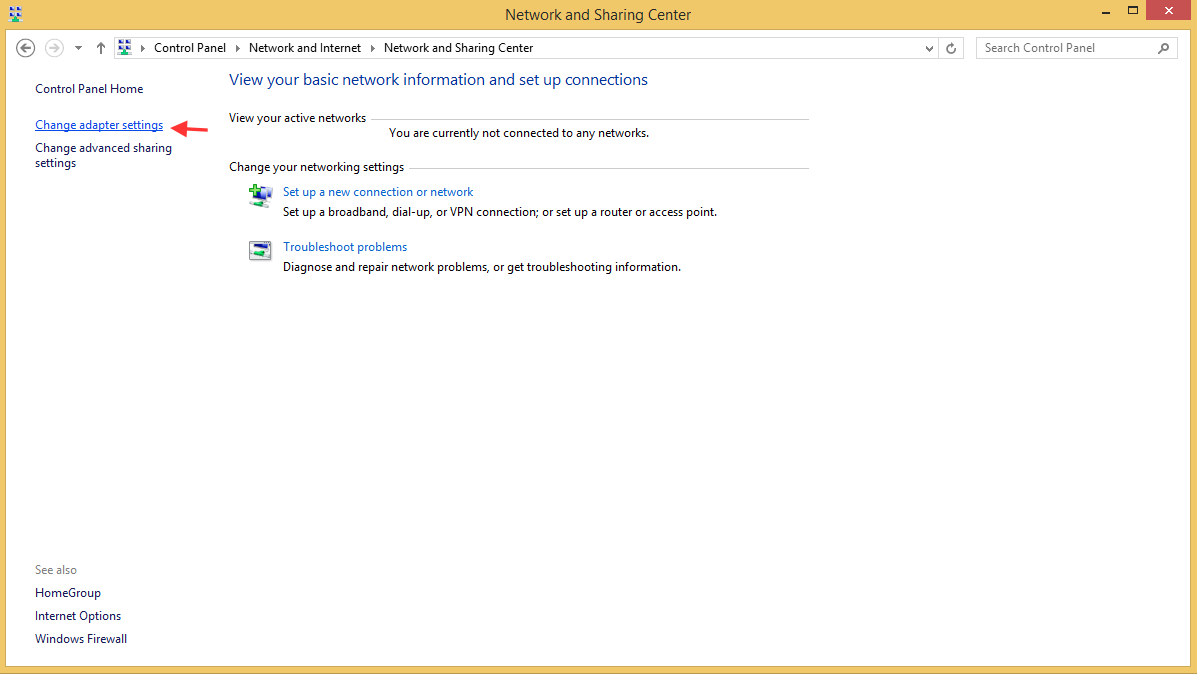 Network and Sharing Center
Control Panel
Network and Internet
Network and Sharing Center
Search Control Panel
Control Panel Home
Change adapter settings
Change advanced sharing
settings
View your basic network information and set up connections
View your active networks
You are currently not connected to any networks.
Change your networking settings
Set up a new connection or network
Set up a broadband, dial-up, or VPN connection; or set up a router or access point.
Troubleshoot problems
Diagnose and repair network problems, or get troubleshooting information.
See also
HomeGroup
Internet Options
Windows Firewall